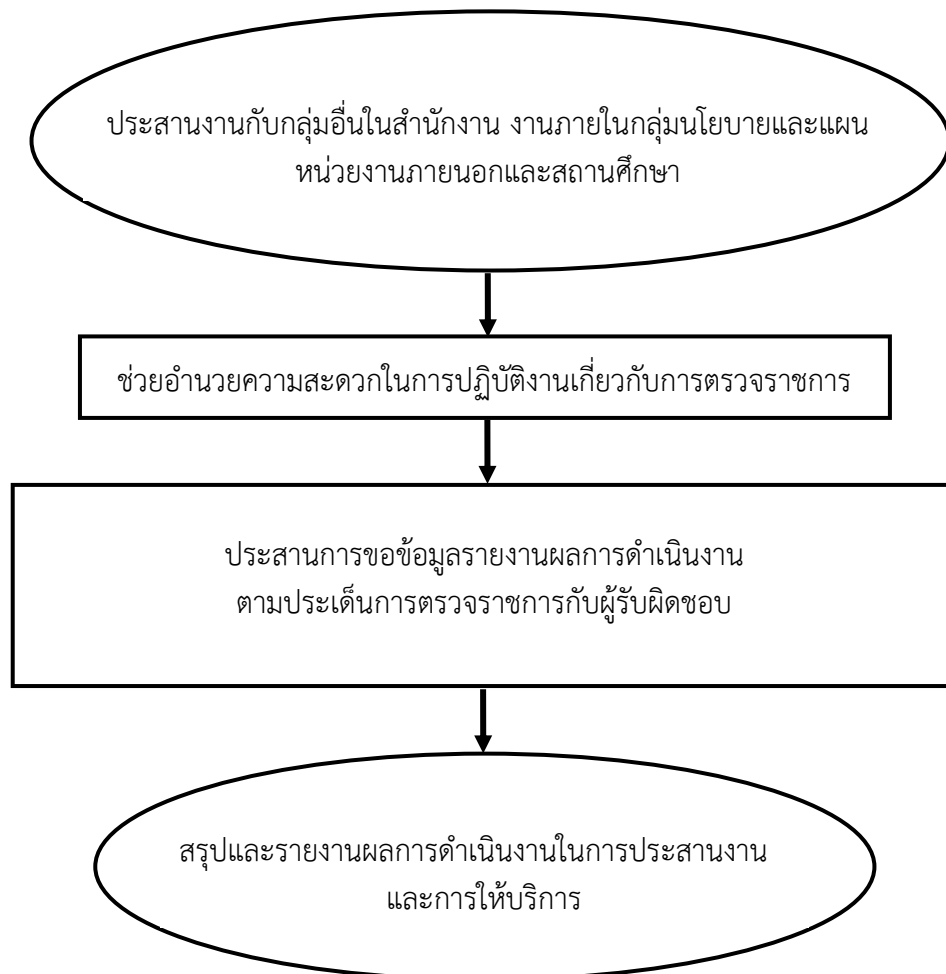 ประสานงานกับกลุ่มอื่นในสำนักงาน งานภายในกลุ่มนโยบายและแผน
หน่วยงานภายนอกและสถานศึกษา
ช่วยอำนวยความสะดวกในการปฏิบัติงานเกี่ยวกับการตรวจราชการ
ประสานการขอข้อมูลรายงานผลการดำเนินงาน
ตามประเด็นการตรวจราชการกับผู้รับผิดชอบ
สรุปและรายงานผลการดำเนินงานในการประสานงาน
และการให้บริการ